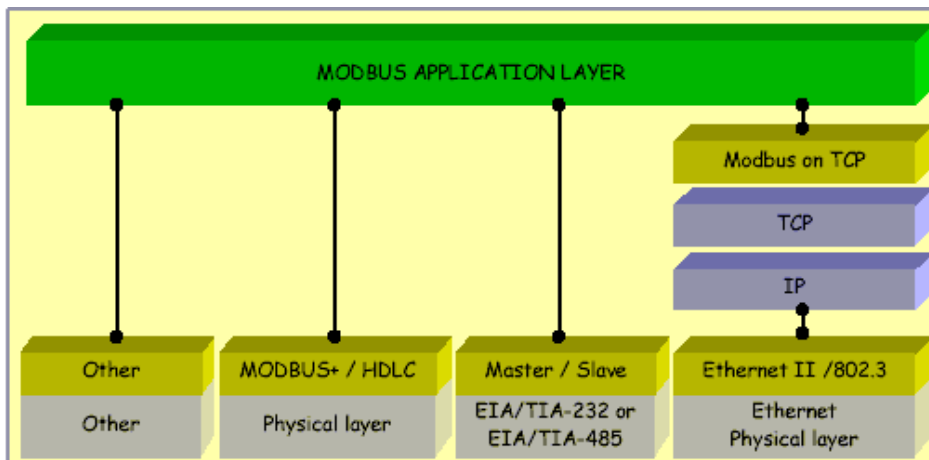 MODBUS APPLICATION LAYER
Modbus on TCP
TCP
IP
Other
MODBUS+ / HDLC
Master / Slave
Ethernet II /802.3
Other
Physical layer
EIA/TIA-232 or
EIA/TIA-485
Ethernet
Physical layer